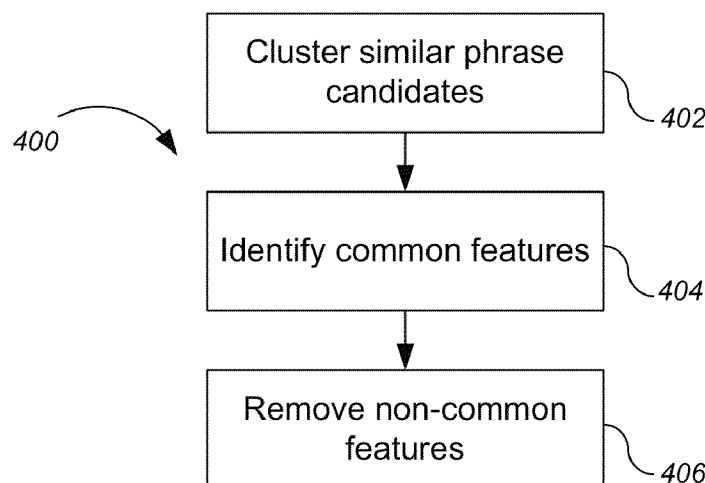 Cluster similar phrase
candidates
402
400
Identify common features
404
Remove non-common
features
406